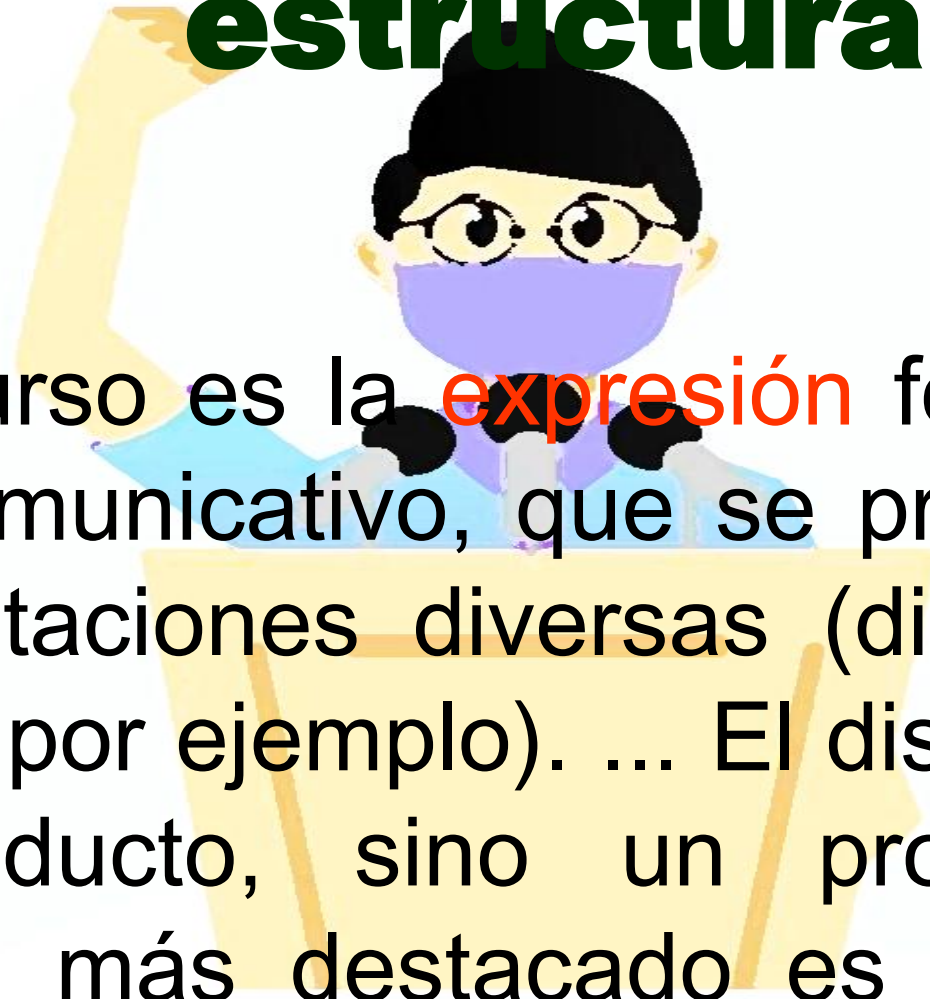 estructura
urso es la expresión fo
municativo, que se pr
taciones diversas (di
por ejemplo). ... El dis
ducto, sino un pro
más destacado es